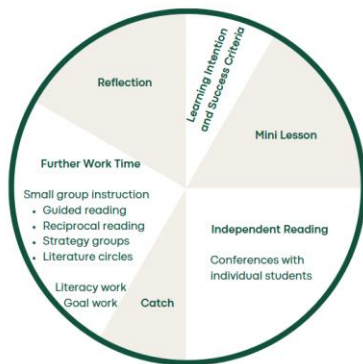 Learning Intention
and Success Criteria
Mini Lesson
Independent Reading
Conferences with
individual students
Catch
Further Work Time
Small group instruction
• Guided reading
• Reciprocal reading
• Strategy groups
• Literature circles
Literacy work
Goal work
Reflection